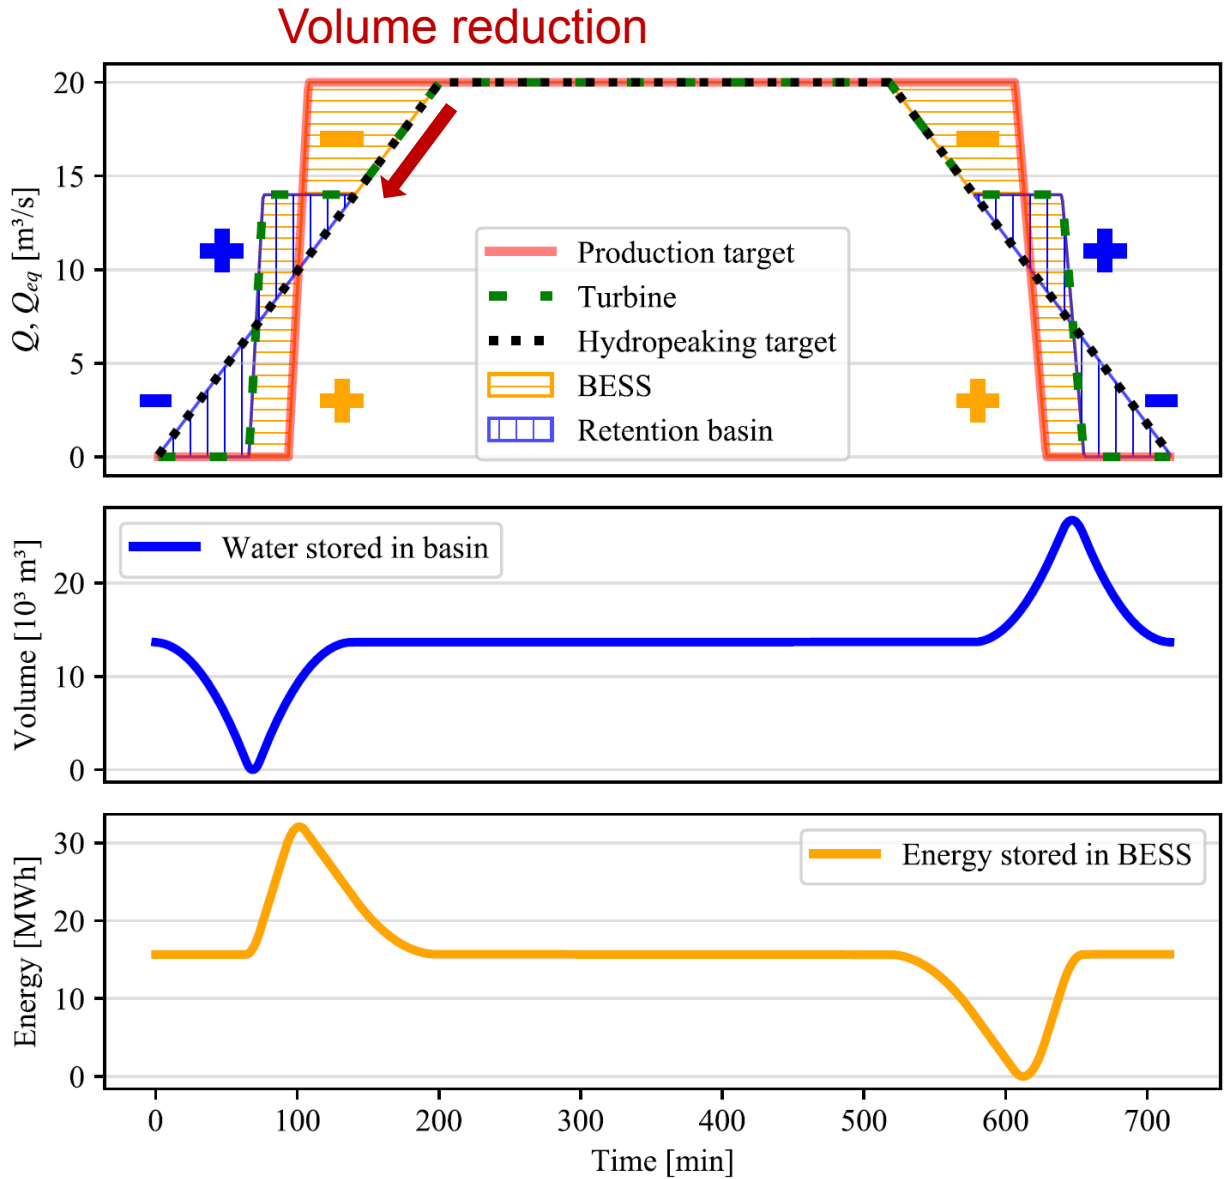 Volume reduction
Q, Q_eq [m³/s]
20
15
10
5
0
Production target
Turbine
Hydropeaking target
BESS
Retention basin
Volume [10³ m³]
20
10
0
Water stored in basin
Energy [MWh]
30
20
10
0
Energy stored in BESS
0 100 200 300 400 500 600 700
Time [min]